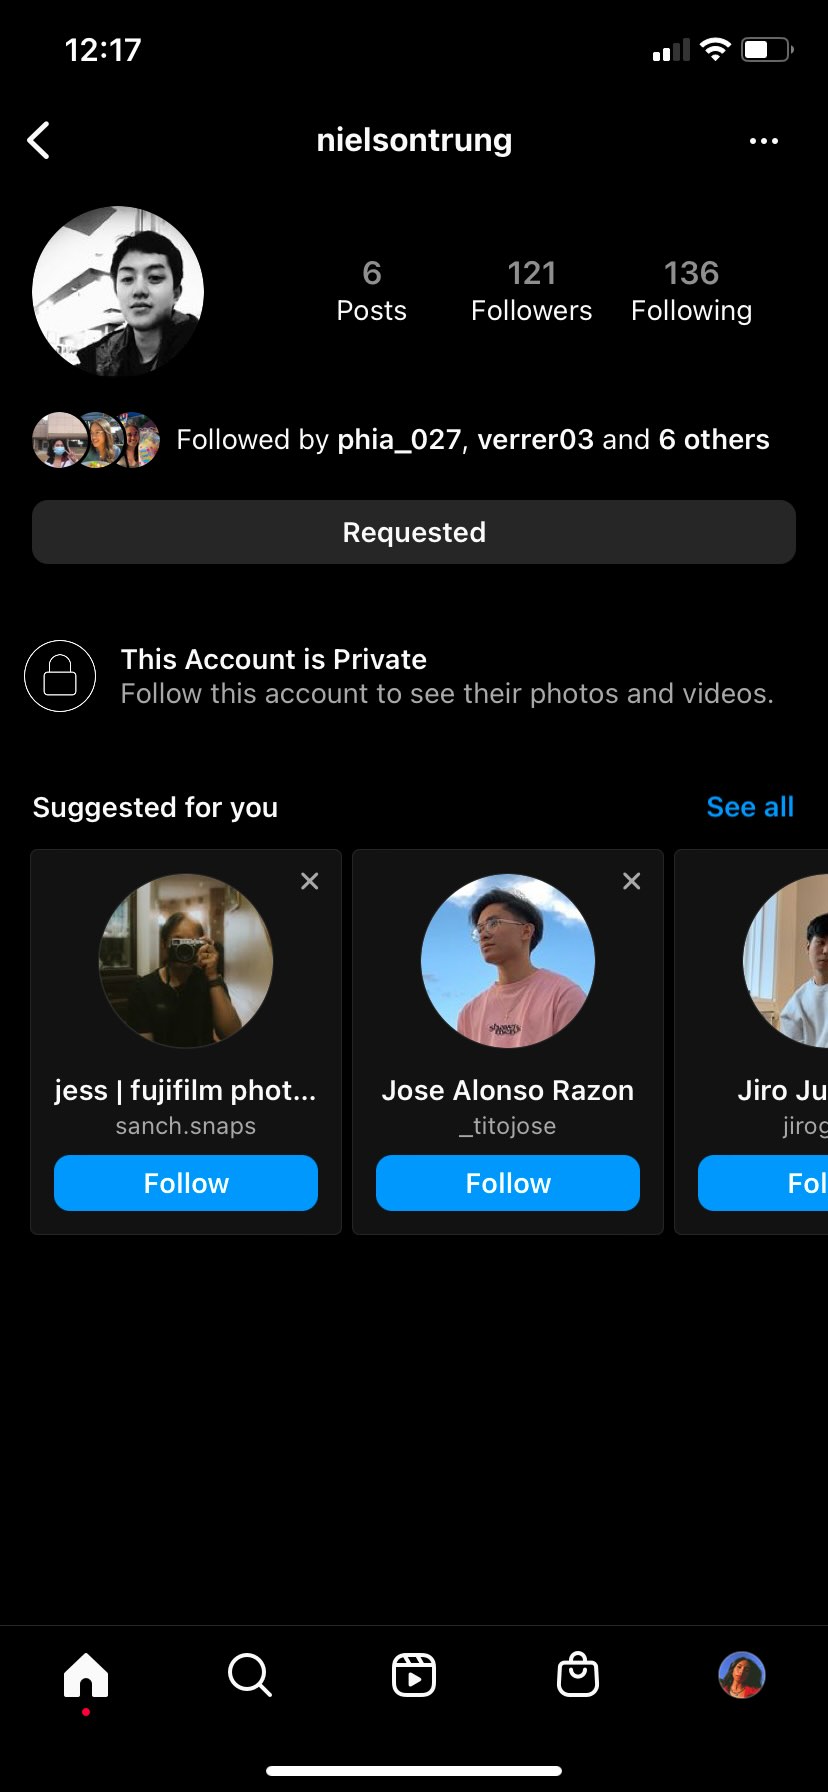 12:17
nielsontrung
6
Posts
121
Followers
136
Following
Followed by phia_027, verrer03 and 6 others
Requested
This Account is Private
Follow this account to see their photos and videos.
Suggested for you
See all
jess | fujifilm phot...
sanch.snaps
Follow
Jose Alonso Razon
_titojose
Follow
Jiro Ju
jirog
Fol